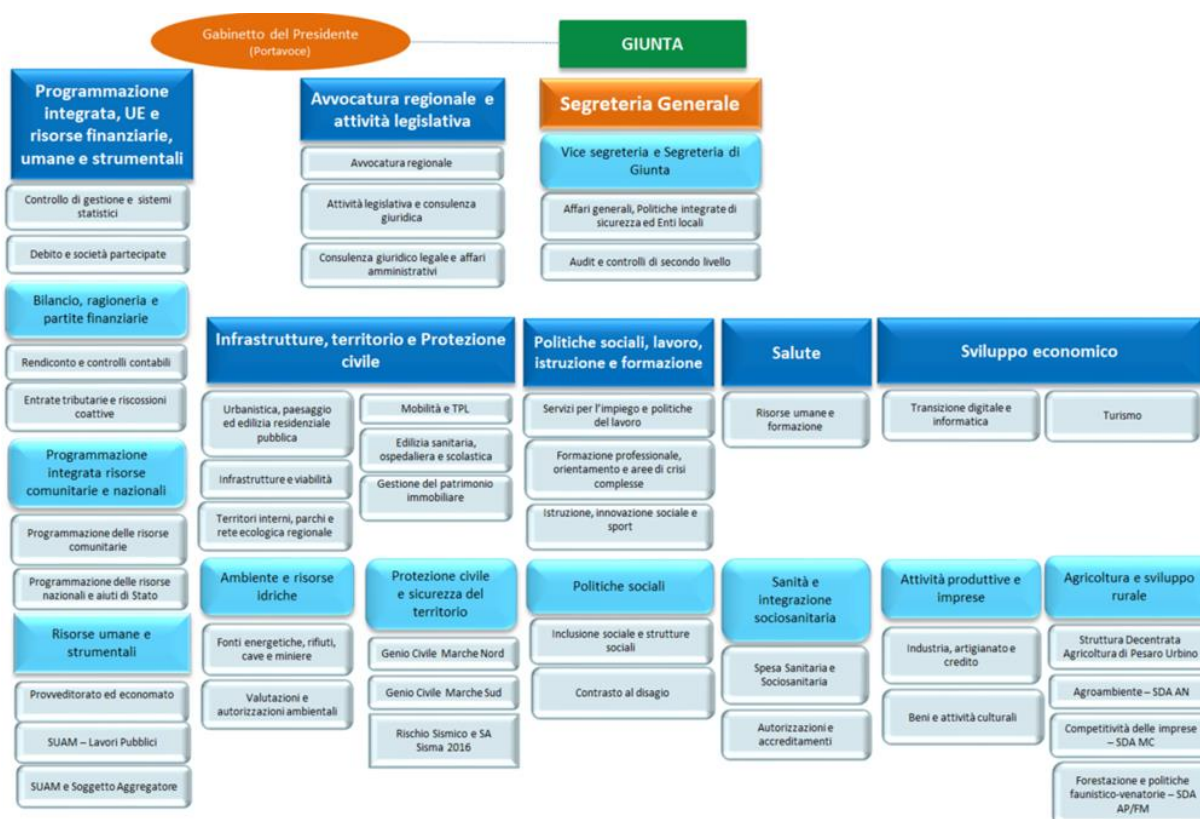 Gabinetto del Presidente
(Portavoce)
GIUNTA
Programmazione
integrata, UE e
risorse finanziarie,
umane e strumentali
Controllo di gestione e sistemi
statistici
Debito e società partecipate
Bilancio, ragioneria e
partite finanziarie
Rendiconto e controlli contabili
Entrate tributarie e riscossioni
coattive
Programmazione
integrata risorse
comunitarie e nazionali
Programmazione delle risorse
comunitarie
Programmazione delle risorse
nazionali e aiuti di Stato
Risorse umane e
strumentali
Provveditorato ed economato
SUAM – Lavori Pubblici
SUAM e Soggetto Aggregatore
Avvocatura regionale e
attività legislativa
Avvocatura regionale
Attività legislativa e consulenza
giuridica
Consulenza giuridico legale e affari
amministrativi
Segreteria Generale
Vice segreteria e Segreteria di
Giunta
Affari generali, Politiche integrate di
sicurezza ed Enti locali
Audit e controlli di secondo livello
Infrastrutture, territorio e Protezione
civile
Urbanistica, paesaggio
ed edilizia residenziale
pubblica
Infrastrutture e viabilità
Territori interni, parchi e
rete ecologica regionale
Mobilità e TPL
Edilizia sanitaria,
ospedaliera e scolastica
Gestione del patrimonio
immobiliare
Ambiente e risorse
idriche
Fonti energetiche, rifiuti,
cave e miniere
Valutazioni e
autorizzazioni ambientali
Protezione civile
e sicurezza del
territorio
Genio Civile Marche Nord
Genio Civile Marche Sud
Rischio Sismico e SA
Sisma 2016
Politiche sociali, lavoro,
istruzione e formazione
Servizi per l'impiego e politiche
del lavoro
Formazione professionale,
orientamento e aree di crisi
complesse
Istruzione, innovazione sociale e
sport
Politiche sociali
Inclusione sociale e strutture
sociali
Contrasto al disagio
Salute
Risorse umane e
formazione
Sanità e
integrazione
sociosanitaria
Spesa Sanitaria e
Sociosanitaria
Autorizzazioni e
accreditamenti
Sviluppo economico
Transizione digitale e
informatica
Turismo
Attività produttive e
imprese
Industria, artigianato e
credito
Beni e attività culturali
Agricoltura e sviluppo
rurale
Struttura Decentrata
Agricoltura di Pesaro Urbino
Agroambiente – SDA AN
Competitività delle imprese
– SDA MC
Forestazione e politiche
faunistico-venatorie – SDA
AP/FM